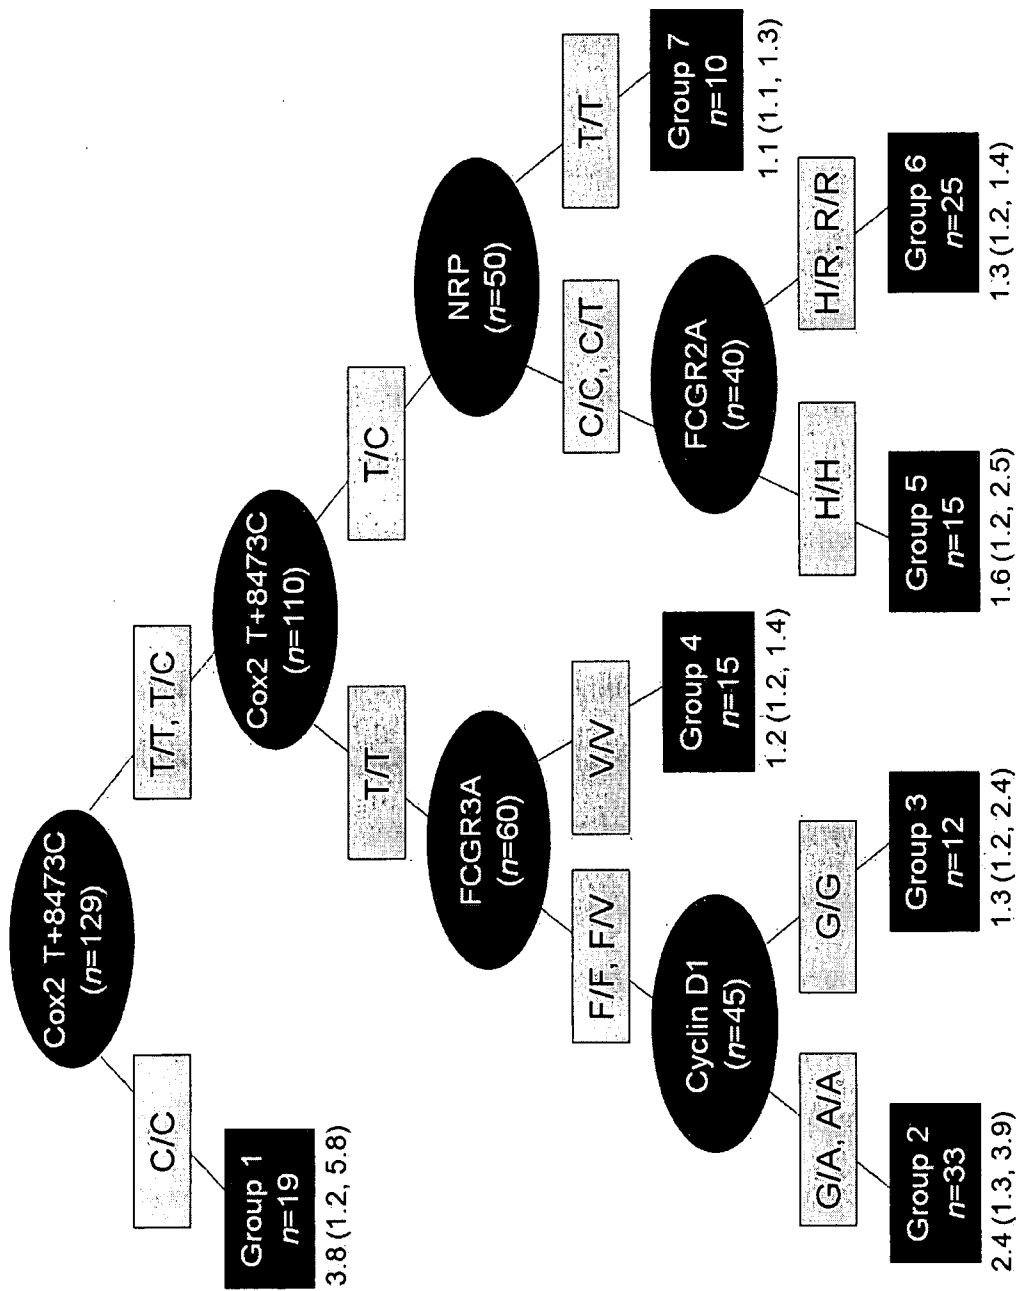 Cox2 T+8473C
(n=129)
C/C
T/T, T/C
Group 1
n=19
3.8 (1.2, 5.8)
Cox2 T+8473C
(n=110)
T/T
T/C
FCGR3A
(n=60)
NRP
(n=50)
F/F, F/V
V/V
C/C, C/T
T/T
Cyclin D1
(n=45)
Group 4
n=15
1.2 (1.2, 1.4)
FCGR2A
(n=40)
Group 7
n=10
1.1 (1.1, 1.3)
G/A, A/A
G/G
H/H
H/R, R/R
Group 2
n=33
2.4 (1.3, 3.9)
Group 3
n=12
1.3 (1.2, 2.4)
Group 5
n=15
1.6 (1.2, 2.5)
Group 6
n=25
1.3 (1.2, 1.4)